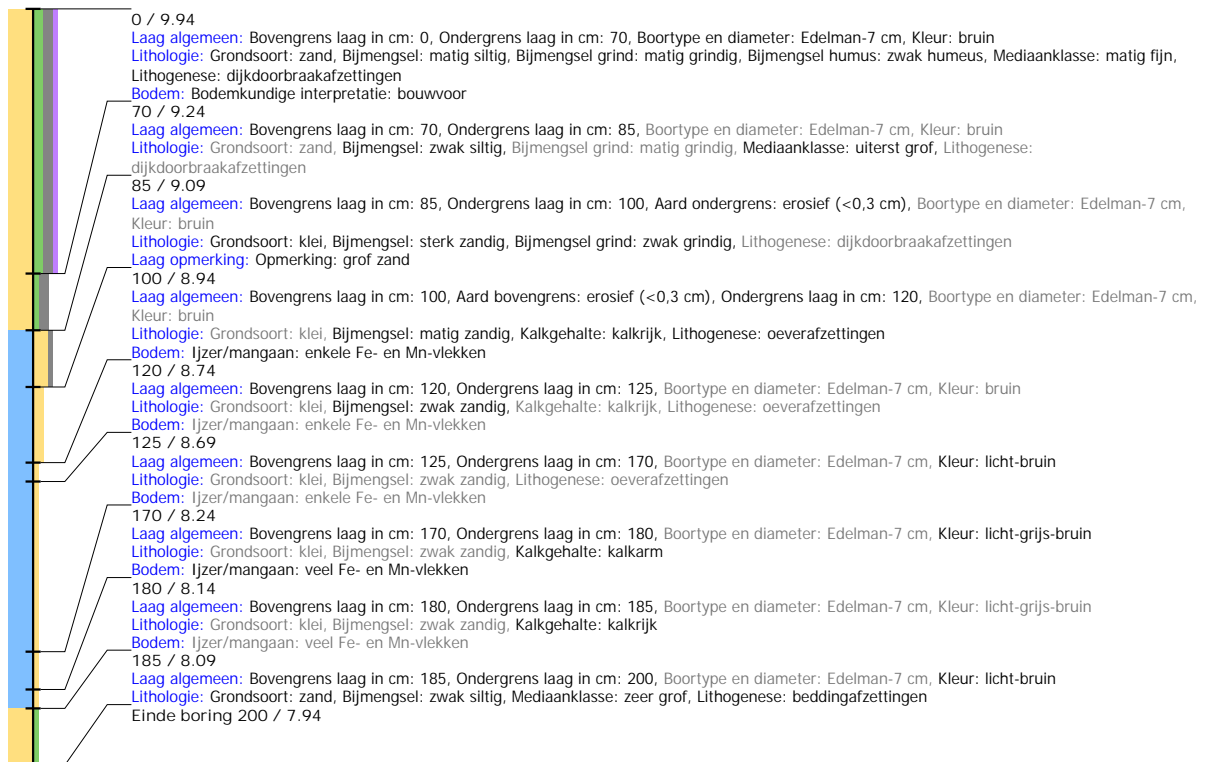 0 / 9.94
Laag algemeen: Bovengrens laag in cm: 0, Ondergrens laag in cm: 70, Boortype en diameter: Edelman-7 cm, Kleur: bruin
Lithologie: Grondsoort: zand, Bijmengsel: matig siltig, Bijmengsel grind: matig grindig, Bijmengsel humus: zwak humeus, Mediaanklasse: matig fijn,
Lithogenese: dijkdoorbraakafzettingen
Bodem: Bodemkundige interpretatie: bouwvoor
70 / 9.24
Laag algemeen: Bovengrens laag in cm: 70, Ondergrens laag in cm: 85, Boortype en diameter: Edelman-7 cm, Kleur: bruin
Lithologie: Grondsoort: zand, Bijmengsel: zwak siltig, Bijmengsel grind: matig grindig, Mediaanklasse: uiterst grof, Lithogenese:
dijkdoorbraakafzettingen
85 / 9.09
Laag algemeen: Bovengrens laag in cm: 85, Ondergrens laag in cm: 100, Aard ondergrens: erosief (<0,3 cm), Boortype en diameter: Edelman-7 cm,
Kleur: bruin
Lithologie: Grondsoort: klei, Bijmengsel: sterk zandig, Bijmengsel grind: zwak grindig, Lithogenese: dijkdoorbraakafzettingen
Laag opmerking: Opmerking: grof zand
100 / 8.94
Laag algemeen: Bovengrens laag in cm: 100, Aard bovengrens: erosief (<0,3 cm), Ondergrens laag in cm: 120, Boortype en diameter: Edelman-7 cm,
Kleur: bruin
Lithologie: Grondsoort: klei, Bijmengsel: matig zandig, Kalkgehalte: kalkrijk, Lithogenese: oeverafzettingen
Bodem: Ijzer/mangaan: enkele Fe- en Mn-vlekken
120 / 8.74
Laag algemeen: Bovengrens laag in cm: 120, Ondergrens laag in cm: 125, Boortype en diameter: Edelman-7 cm, Kleur: bruin
Lithologie: Grondsoort: klei, Bijmengsel: zwak zandig, Kalkgehalte: kalkrijk, Lithogenese: oeverafzettingen
Bodem: Ijzer/mangaan: enkele Fe- en Mn-vlekken
125 / 8.69
Laag algemeen: Bovengrens laag in cm: 125, Ondergrens laag in cm: 170, Boortype en diameter: Edelman-7 cm, Kleur: licht-bruin
Lithologie: Grondsoort: klei, Bijmengsel: zwak zandig, Lithogenese: oeverafzettingen
Bodem: Ijzer/mangaan: enkele Fe- en Mn-vlekken
170 / 8.24
Laag algemeen: Bovengrens laag in cm: 170, Ondergrens laag in cm: 180, Boortype en diameter: Edelman-7 cm, Kleur: licht-grijs-bruin
Lithologie: Grondsoort: klei, Bijmengsel: zwak zandig, Kalkgehalte: kalkarm
Bodem: Ijzer/mangaan: veel Fe- en Mn-vlekken
180 / 8.14
Laag algemeen: Bovengrens laag in cm: 180, Ondergrens laag in cm: 185, Boortype en diameter: Edelman-7 cm, Kleur: licht-grijs-bruin
Lithologie: Grondsoort: klei, Bijmengsel: zwak zandig, Kalkgehalte: kalkrijk
Bodem: Ijzer/mangaan: veel Fe- en Mn-vlekken
185 / 8.09
Laag algemeen: Bovengrens laag in cm: 185, Ondergrens laag in cm: 200, Boortype en diameter: Edelman-7 cm, Kleur: licht-bruin
Lithologie: Grondsoort: zand, Bijmengsel: zwak siltig, Mediaanklasse: zeer grof, Lithogenese: beddingafzettingen
Einde boring 200 / 7.94